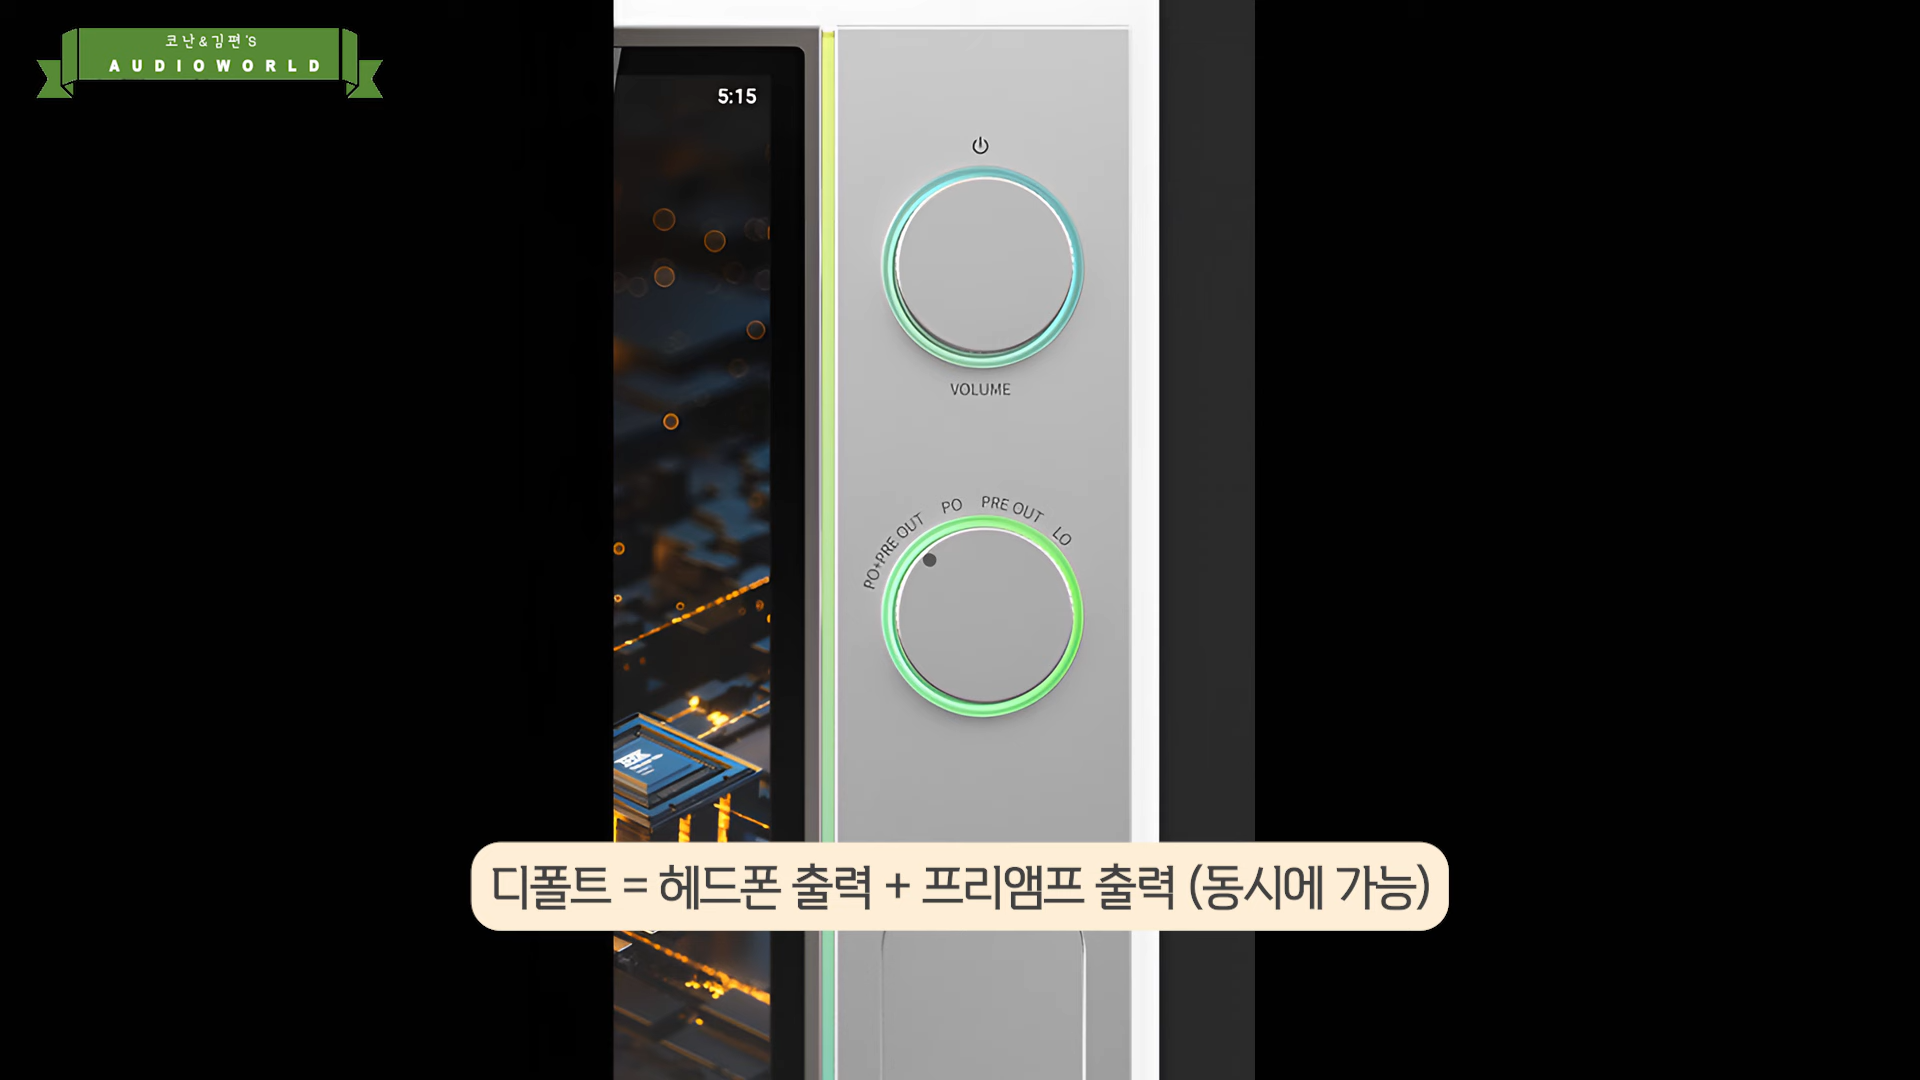 코난&김편's
AUDIOWORLD
5:15
VOLUME
PO+PRE OUT
PO
PRE OUT
LO
THX
디폴트 = 헤드폰 출력 + 프리앰프 출력 (동시에 가능)